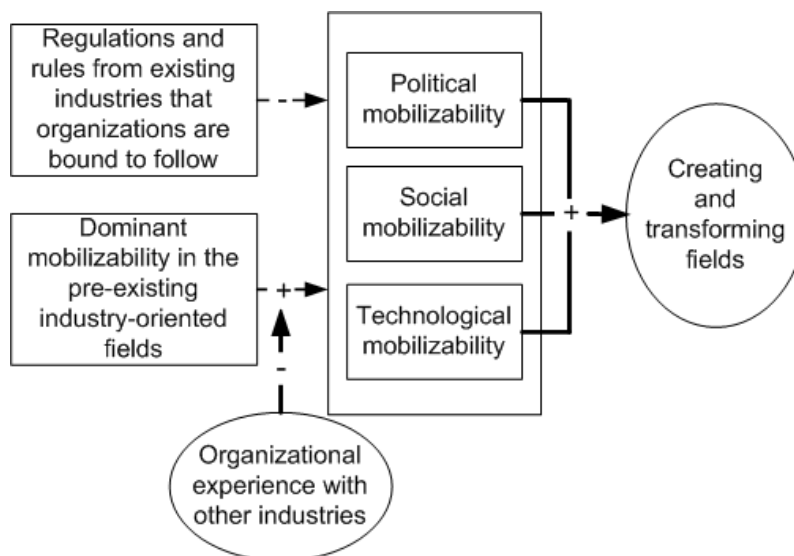 Regulations and
rules from existing
industries that
organizations are
bound to follow
-
Political
mobilizability
Social
mobilizability
Technological
mobilizability
+
Creating
and
transforming
fields
Dominant
mobilizability in the
pre-existing
industry-oriented
fields
+
-
Organizational
experience with
other industries